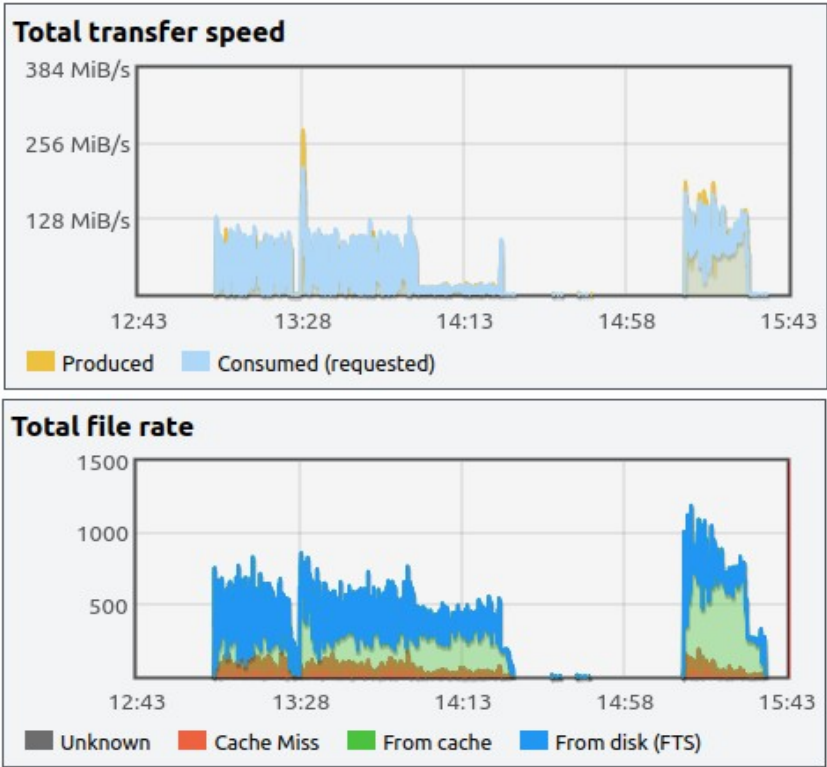 Total transfer speed
384 MiB/s
256 MiB/s
128 MiB/s
12:43 13:28 14:13 14:58 15:43
Produced Consumed (requested)
Total file rate
1500
1000
500
12:43 13:28 14:13 14:58 15:43
Unknown Cache Miss From cache From disk (FTS)